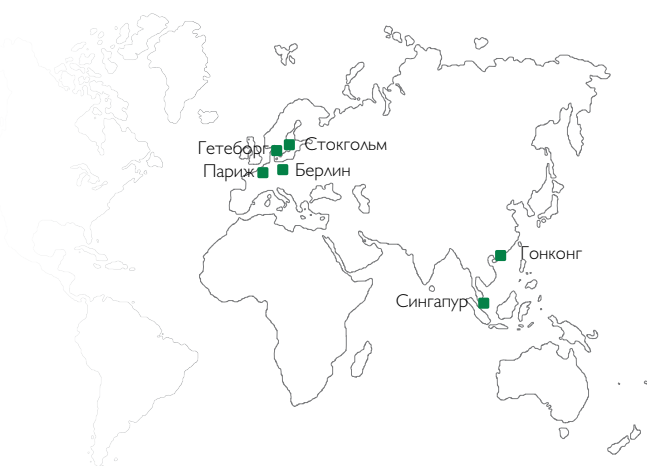 Гетеборг
Стокгольм
Париж
Берлин
Гонконг
Сингапур